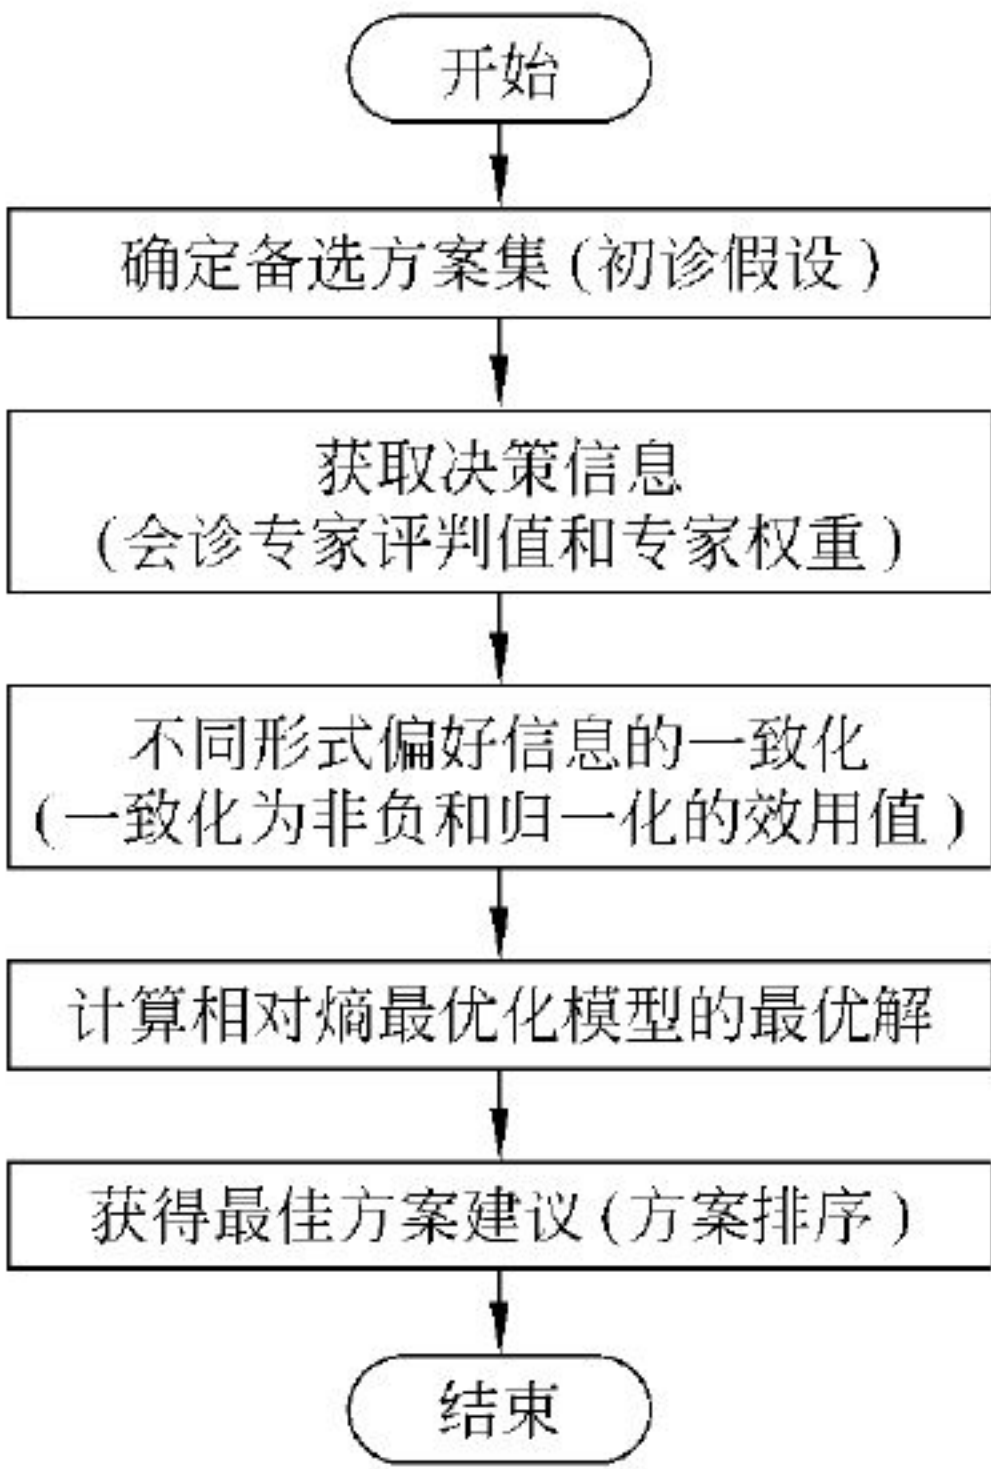 开始
确定备选方案集(初诊假设)
获取决策信息
(会诊专家评判值和专家权重)
不同形式偏好信息的一致化
(一致化为非负和归一化的效用值)
计算相对熵最优化模型的最优解
获得最佳方案建议(方案排序)
结束